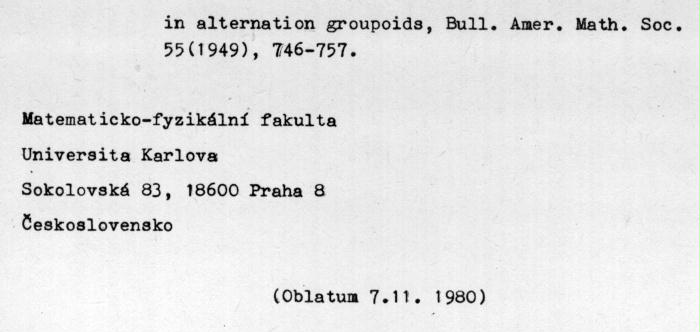 in alternation groupoids, Bull. Amer. Math. Soc.
55(1949), 746-757.
Matematicko-fyzikální fakulta
Universita Karlova
Sokolovská 83, 18600 Praha 8
Československo
(Oblatum 7.11. 1980)